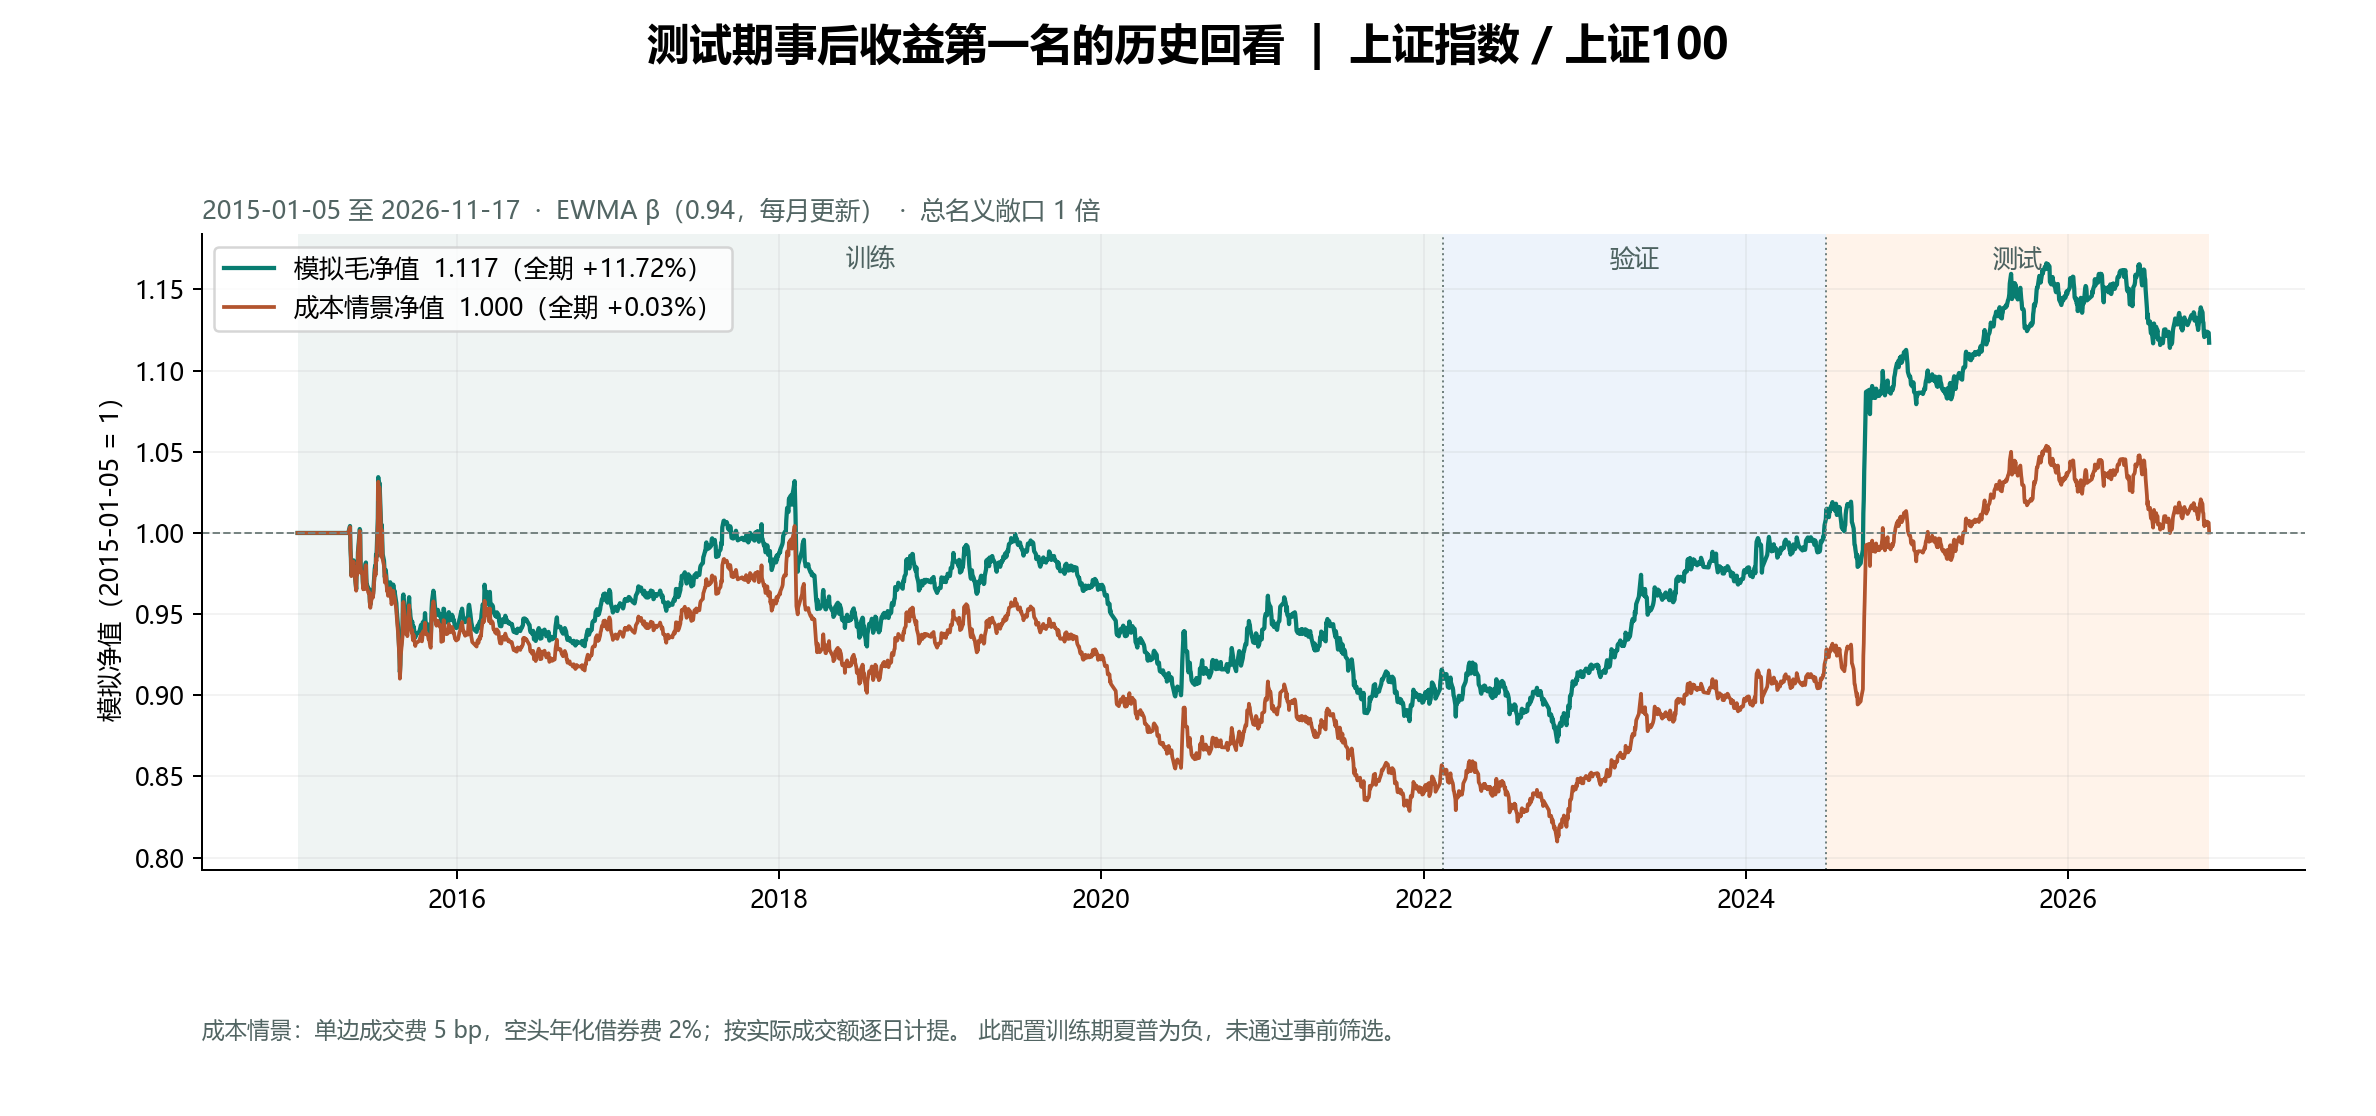 测试期事后收益第一名的历史回看 | 上证指数 / 上证100
2015-01-05 至 2026-11-17 · EWMA β（0.94，每月更新） · 总名义敞口 1 倍
模拟毛净值 1.117（全期 +11.72%）
成本情景净值 1.000（全期 +0.03%）
训练
验证
测试
模拟净值（2015-01-05 = 1）
1.15
1.10
1.05
1.00
0.95
0.90
0.85
0.80
2016
2018
2020
2022
2024
2026
成本情景：单边成交费 5 bp，空头年化借券费 2%；按实际成交额逐日计提。 此配置训练期夏普为负，未通过事前筛选。